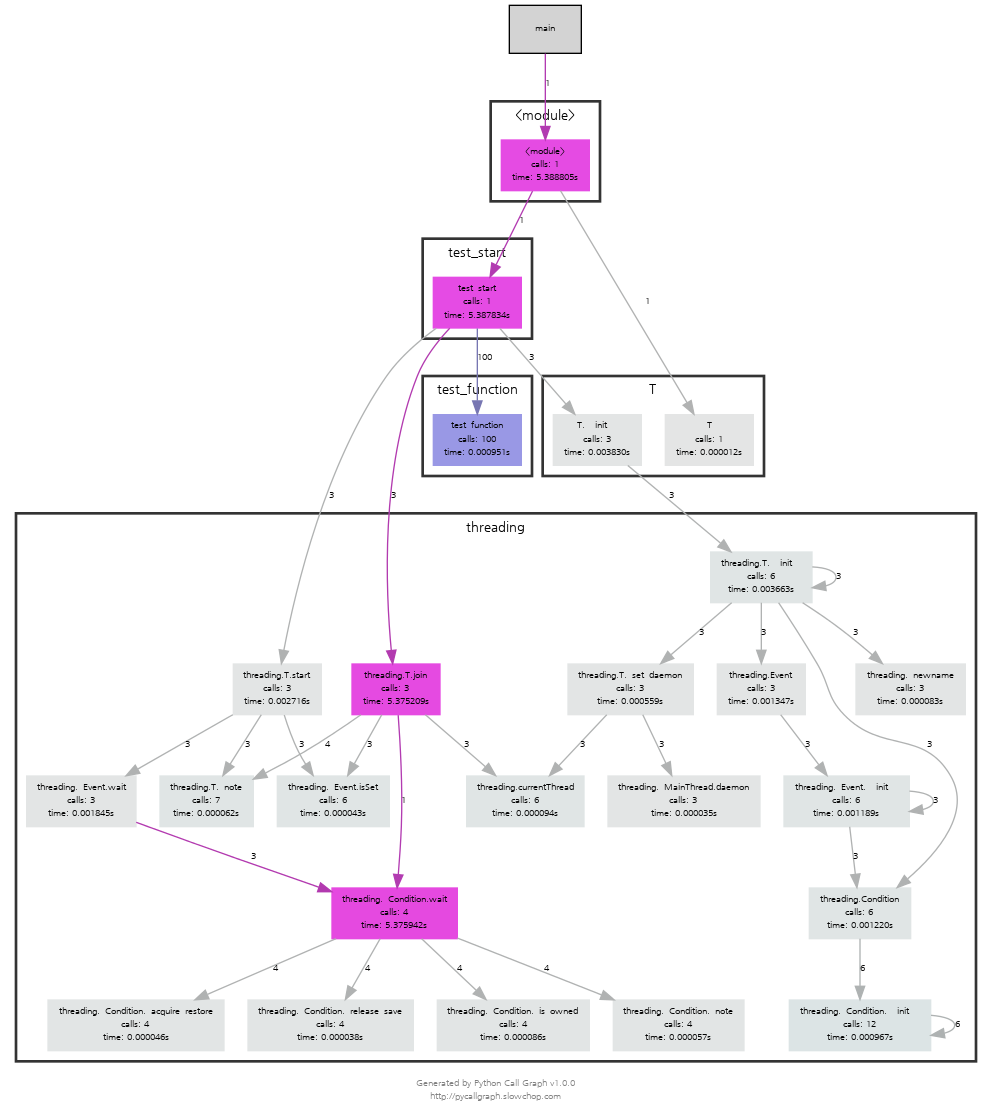 main
1
<module>
<module>
calls: 1
time: 5.388805s
1
test_start
test start
calls: 1
time: 5.387834s
1
100
3
test_function
test function
calls: 100
time: 0.000951s
T
T. init
calls: 3
time: 0.003830s
T
calls: 1
time: 0.000012s
3
3
3
threading
threading.T. init
calls: 6
time: 0.003663s
3
3
3
3
threading.T.start
calls: 3
time: 0.002716s
threading.T.join
calls: 3
time: 5.375209s
threading.T. set daemon
calls: 3
time: 0.000559s
threading.Event
calls: 3
time: 0.001347s
threading. newname
calls: 3
time: 0.000083s
3
3
3
4
3
3
3
3
3
3
threading. Event.wait
calls: 3
time: 0.001845s
threading.T. note
calls: 7
time: 0.000062s
threading. Event.isSet
calls: 6
time: 0.000043s
threading.currentThread
calls: 6
time: 0.000094s
threading. MainThread.daemon
calls: 3
time: 0.000035s
threading. Event. init
calls: 6
time: 0.001189s
1
3
3
3
threading. Condition.wait
calls: 4
time: 5.375942s
threading.Condition
calls: 6
time: 0.001220s
4
4
4
4
6
threading. Condition. acquire restore
calls: 4
time: 0.000046s
threading. Condition. release save
calls: 4
time: 0.000038s
threading. Condition. is owned
calls: 4
time: 0.000086s
threading. Condition. note
calls: 4
time: 0.000057s
threading. Condition. init
calls: 12
time: 0.000967s
6
Generated by Python Call Graph v1.0.0
http://pycallgraph.slowchop.com